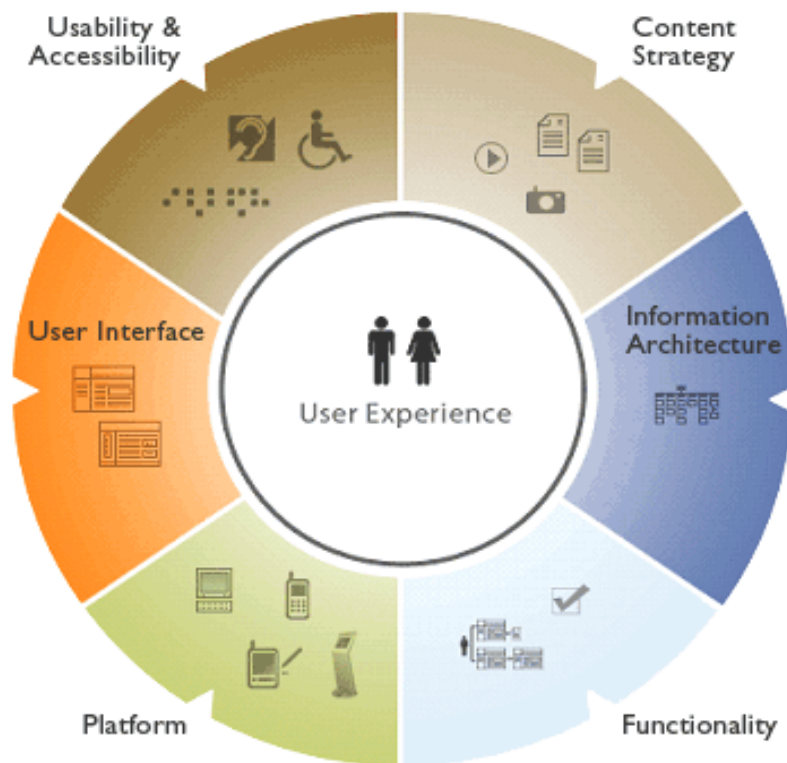 Usability &
Accessibility
Content
Strategy
User Interface
Information
Architecture
User Experience
Platform
Functionality